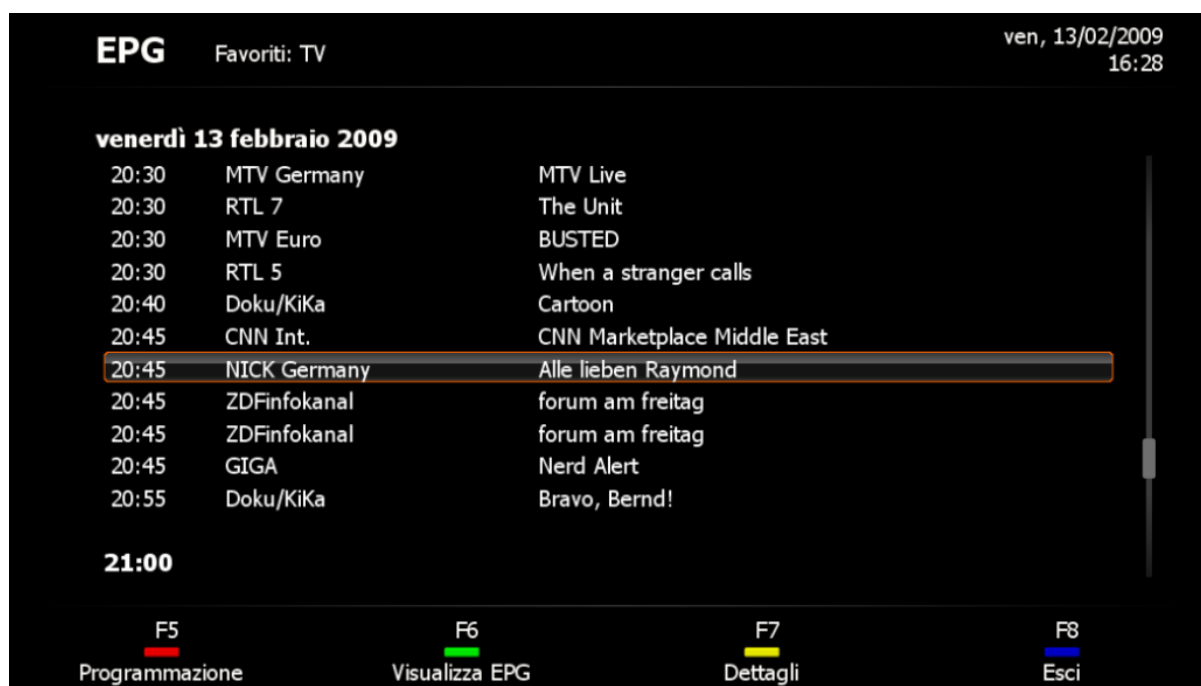 EPG Favoriti: TV ven, 13/02/2009
16:28
venerdì 13 febbraio 2009
20:30 MTV Germany MTV Live
20:30 RTL 7 The Unit
20:30 MTV Euro BUSTED
20:30 RTL 5 When a stranger calls
20:40 Doku/KiKa Cartoon
20:45 CNN Int. CNN Marketplace Middle East
20:45 NICK Germany Alle lieben Raymond
20:45 ZDFinfokanal forum am freitag
20:45 ZDFinfokanal forum am freitag
20:45 GIGA Nerd Alert
20:55 Doku/KiKa Bravo, Bernd!
21:00
F5 F6 F7 F8
Programmazione Visualizza EPG Dettagli Esci